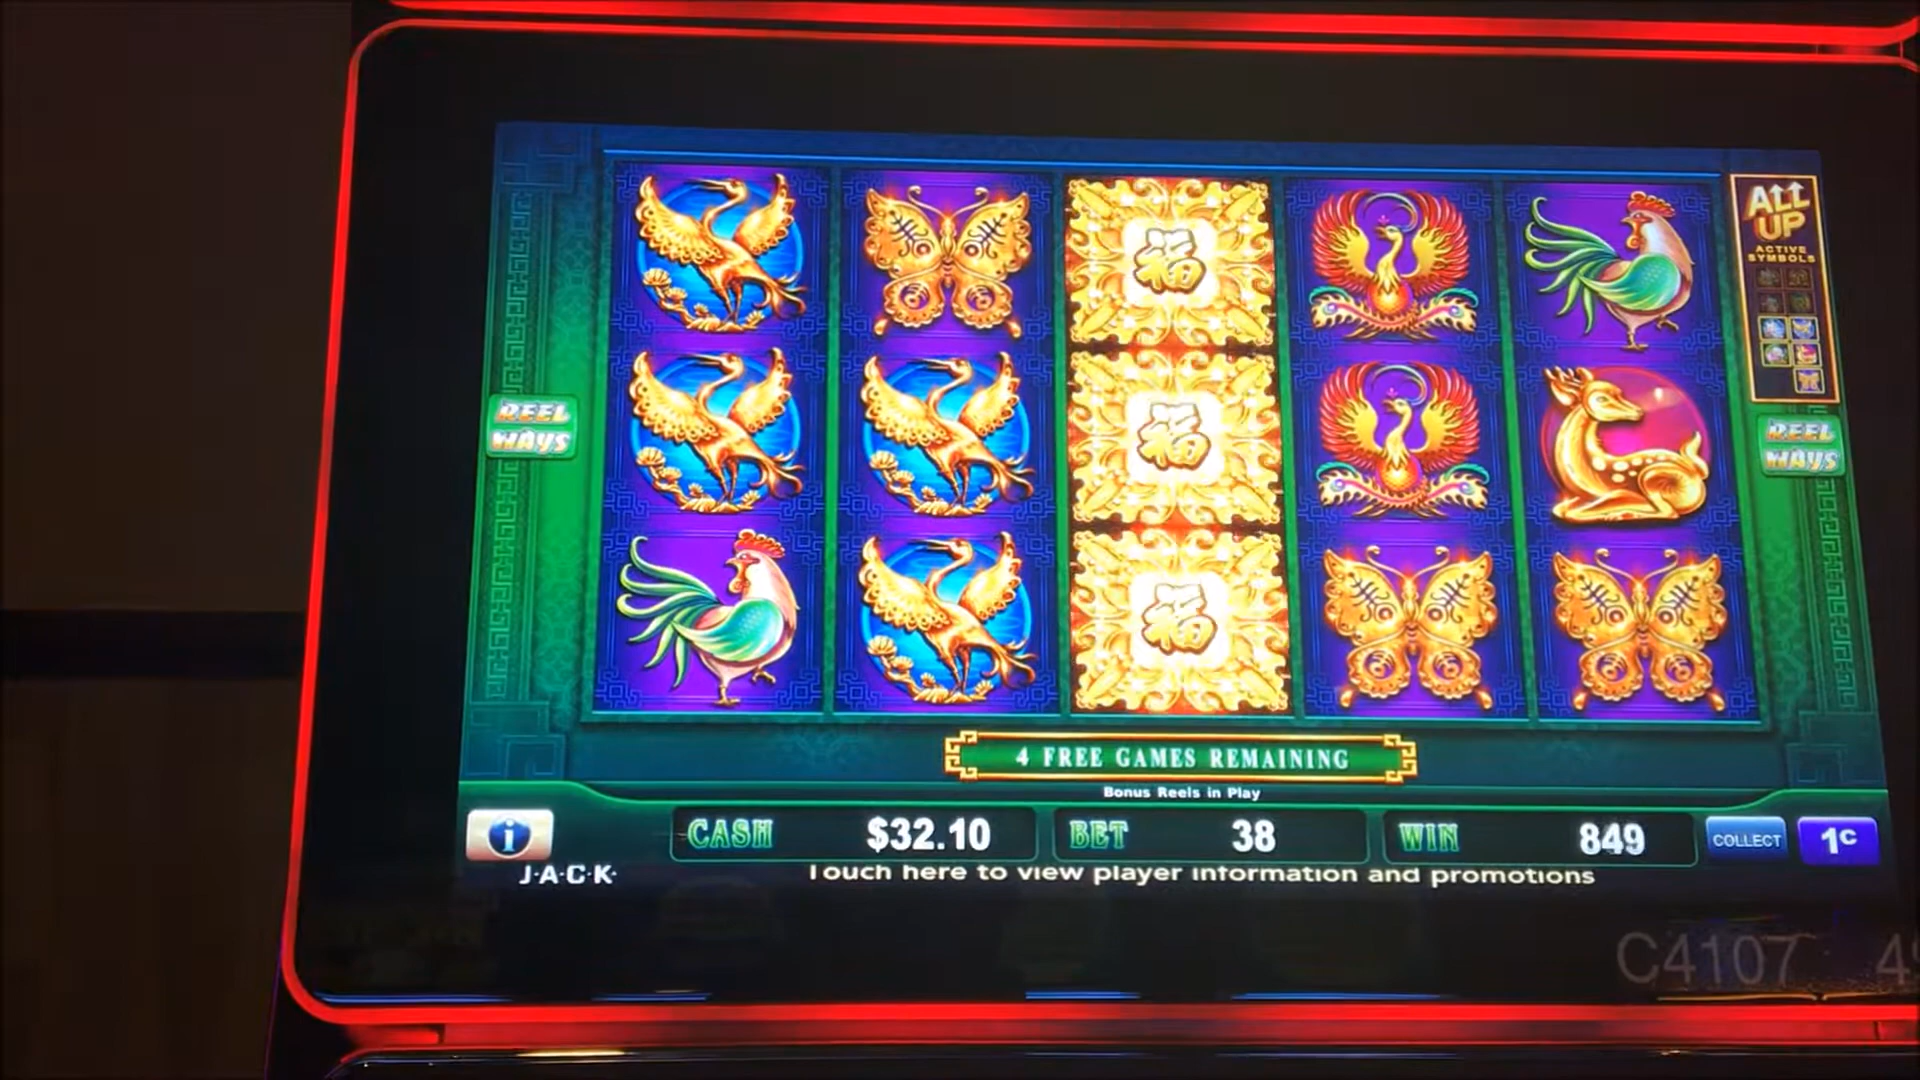 ALL
UP
ACTIVE
SYMBOLS
福
福
福
REEL
WAYS
REEL
WAYS
4 FREE GAMES REMAINING
Bonus Reels in Play
CASH $32.10 BET 38 WIN 849 COLLECT 1¢
J·A·C·K·
Touch here to view player information and promotions
C4107